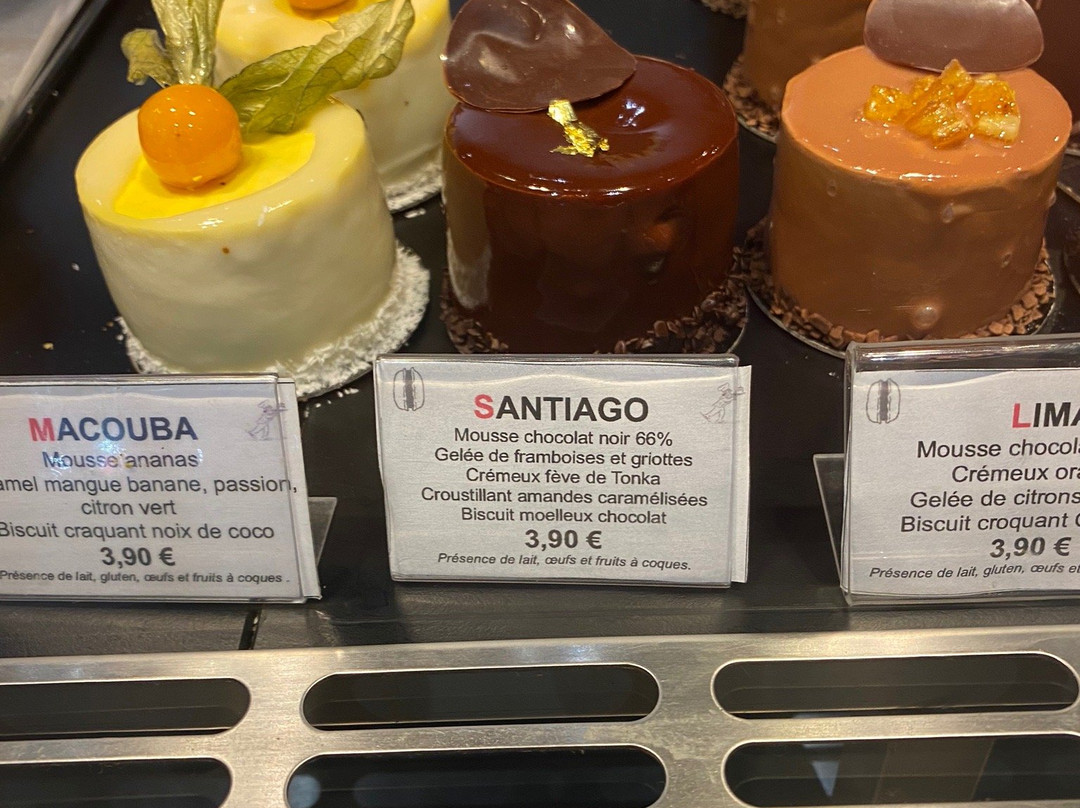 MACOUBA
Mousse ananas
amel mangue banane, passion,
citron vert
Biscuit craquant noix de coco
3,90 €
Présence de lait, gluten, œufs et fruits à coques .
SANTIAGO
Mousse chocolat noir 66%
Gelée de framboises et griottes
Crémeux fève de Tonka
Croustillant amandes caramélisées
Biscuit moelleux chocolat
3,90 €
Présence de lait, œufs et fruits à coques.
LIMA
Mousse chocola
Crémeux ora
Gelée de citrons
Biscuit croquant
3,90 €
Présence de lait, gluten, œufs et